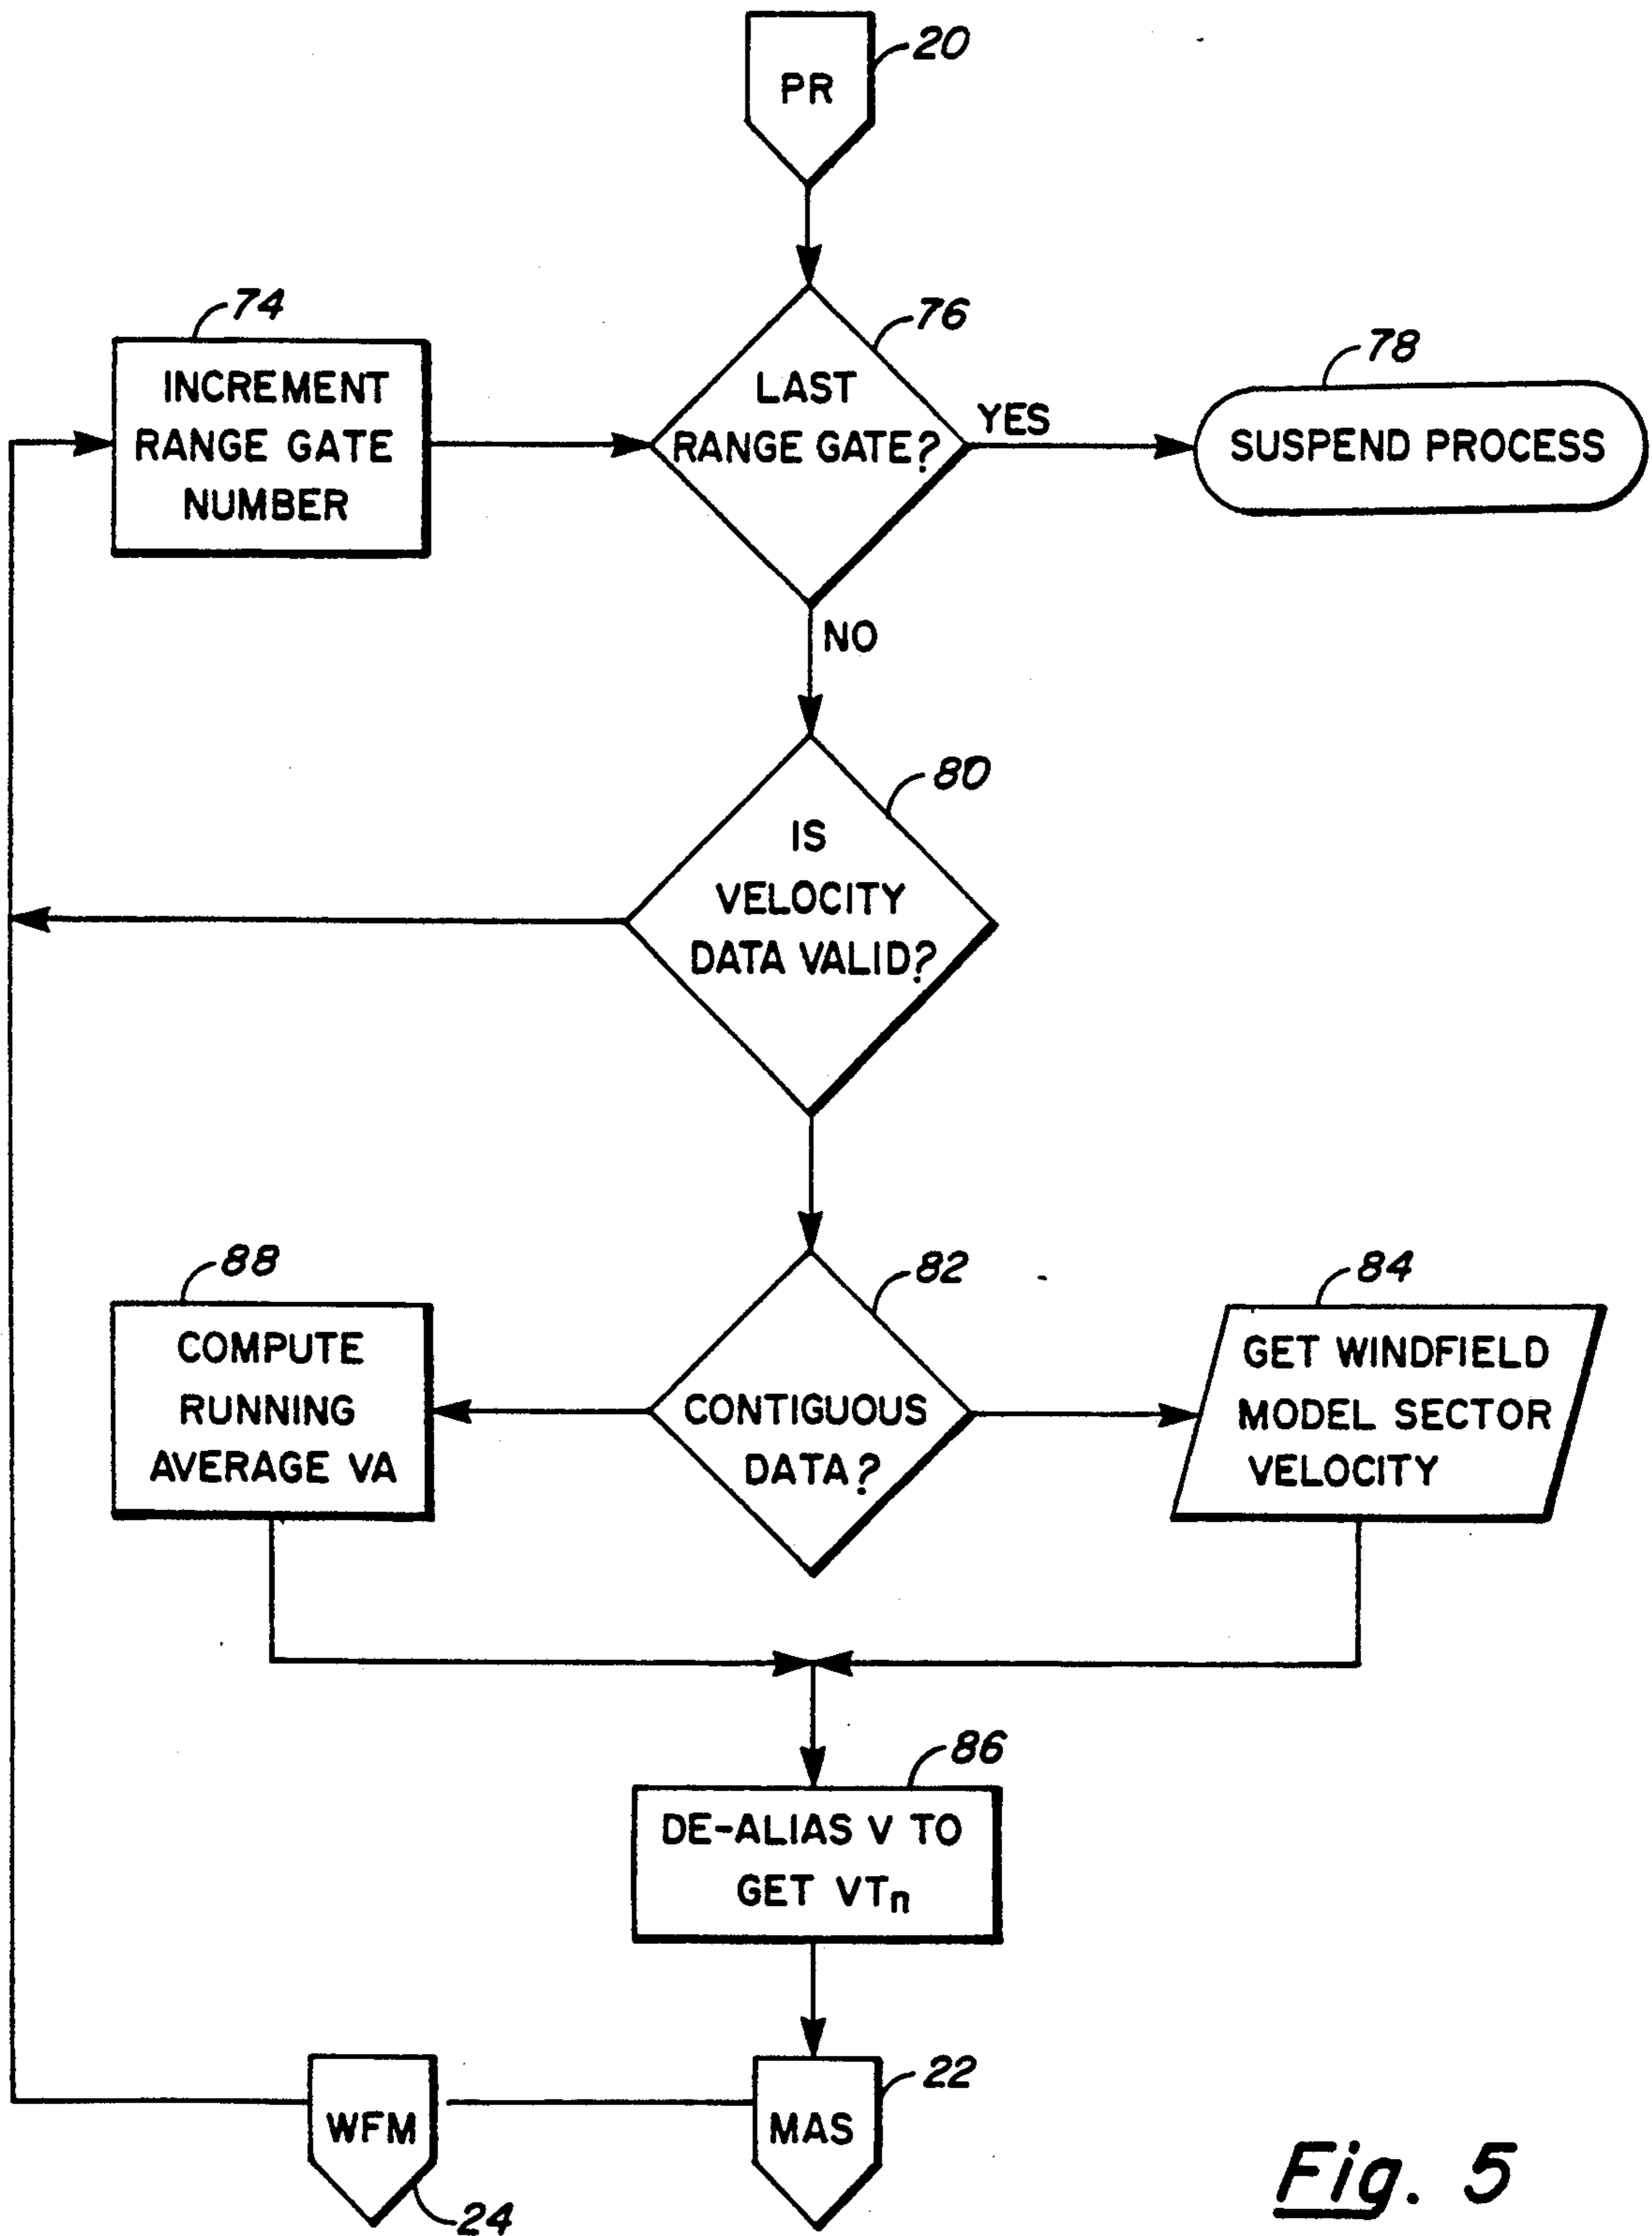 20
PR
74
76
78
INCREMENT
RANGE GATE
NUMBER
LAST
RANGE GATE?
YES
SUSPEND PROCESS
NO
80
IS
VELOCITY
DATA VALID?
88
82
84
COMPUTE
RUNNING
AVERAGE VA
CONTIGUOUS
DATA?
GET WINDFIELD
MODEL SECTOR
VELOCITY
86
DE-ALIAS V TO
GET VTn
22
WFM
MAS
24
Fig. 5